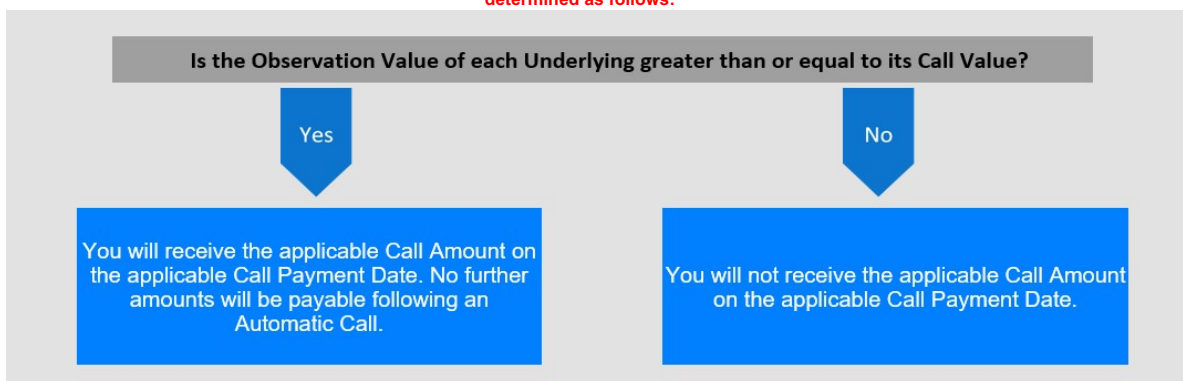 determined as follows:
Is the Observation Value of each Underlying greater than or equal to its Call Value?
Yes
No
You will receive the applicable Call Amount on
the applicable Call Payment Date. No further
amounts will be payable following an
Automatic Call.
You will not receive the applicable Call Amount
on the applicable Call Payment Date.